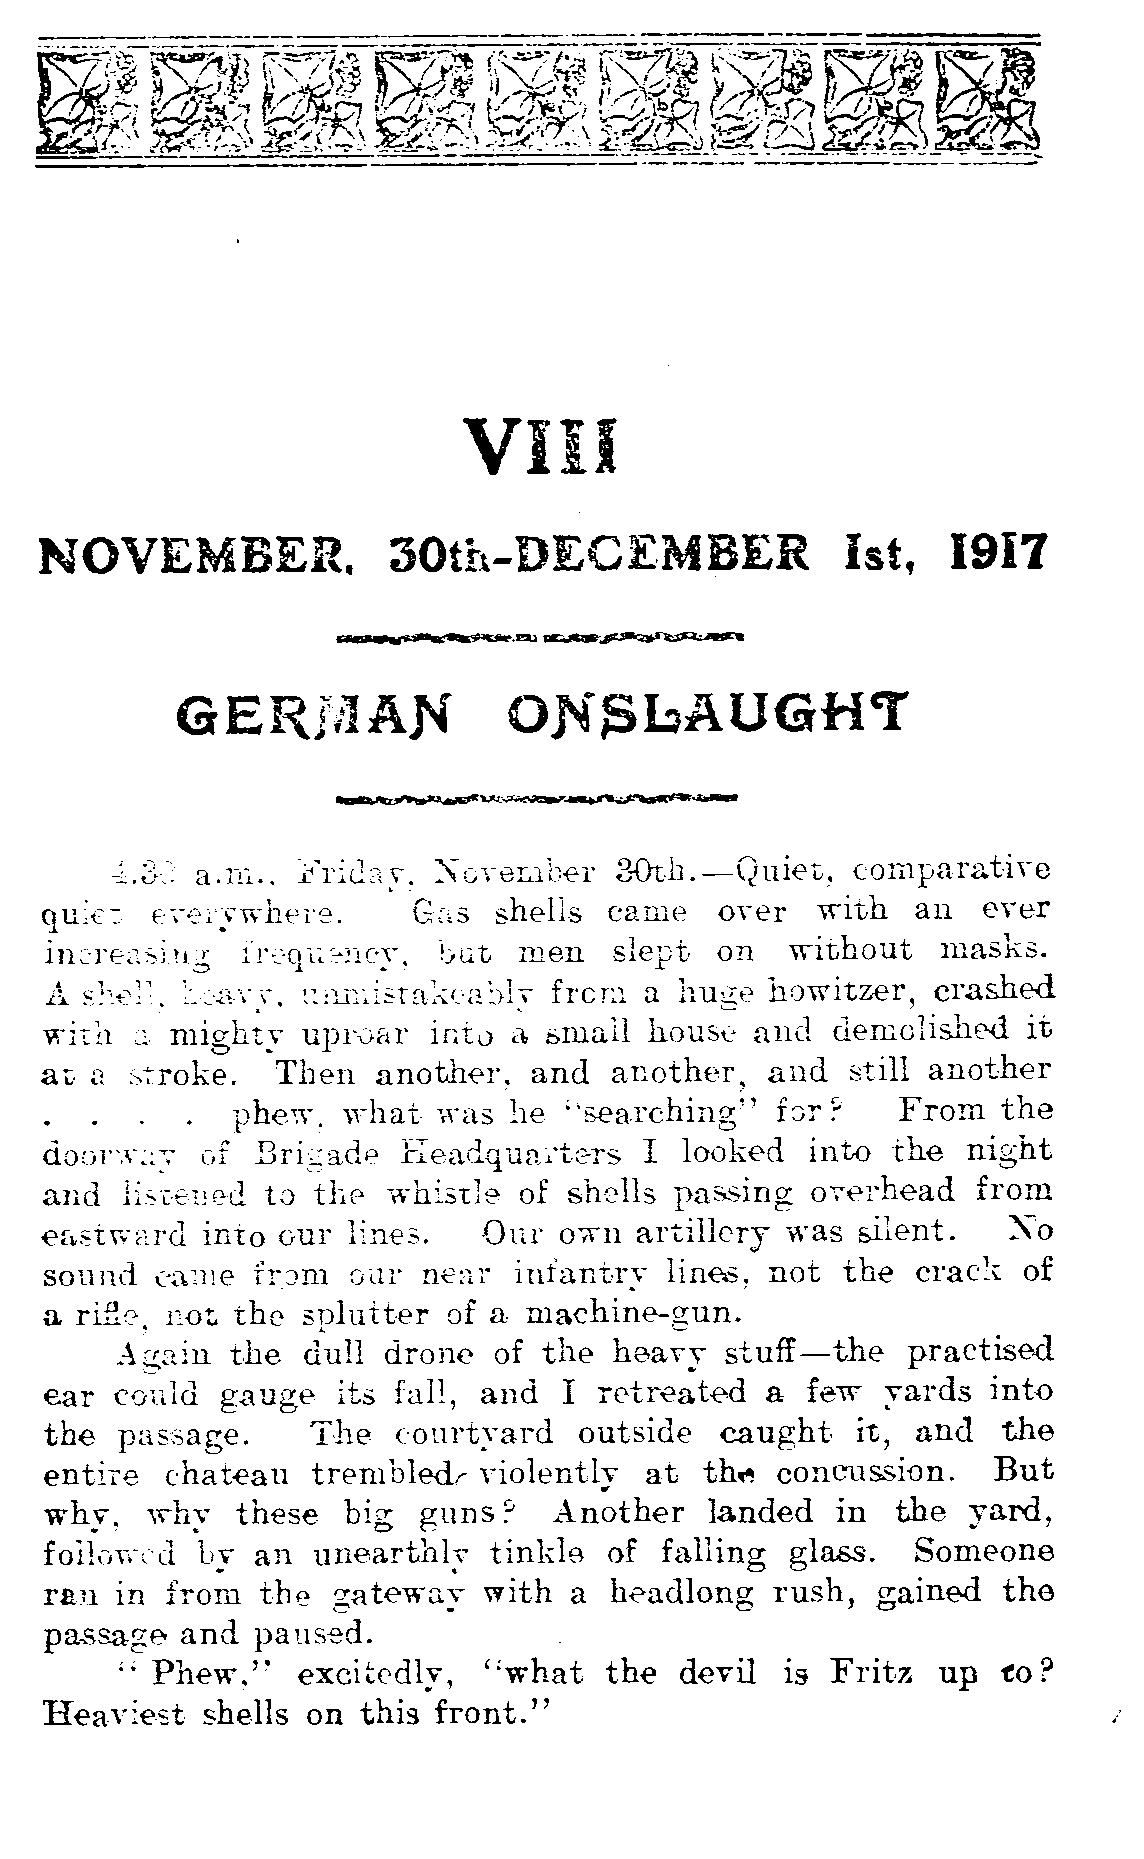 VIII
NOVEMBER, 30th-DECEMBER 1st, 1917
GERMAN ONSLAUGHT
4.30 a.m., Friday, November 30th.—Quiet, comparative
quiet everywhere. Gas shells came over with an ever
increasing frequency, but men slept on without masks.
A shell, heavy, unmistakeably from a huge howitzer, crashed
with a mighty uproar into a small house and demolished it
at a stroke. Then another, and another, and still another
. . . . phew, what was he "searching" for? From the
doorway of Brigade Headquarters I looked into the night
and listened to the whistle of shells passing overhead from
eastward into our lines. Our own artillery was silent. No
sound came from our near infantry lines, not the crack of
a rifle, not the splutter of a machine-gun.
Again the dull drone of the heavy stuff—the practised
ear could gauge its fall, and I retreated a few yards into
the passage. The courtyard outside caught it, and the
entire chateau trembled violently at the concussion. But
why, why these big guns? Another landed in the yard,
followed by an unearthly tinkle of falling glass. Someone
ran in from the gateway with a headlong rush, gained the
passage and paused.
"Phew," excitedly, "what the devil is Fritz up to?
Heaviest shells on this front."